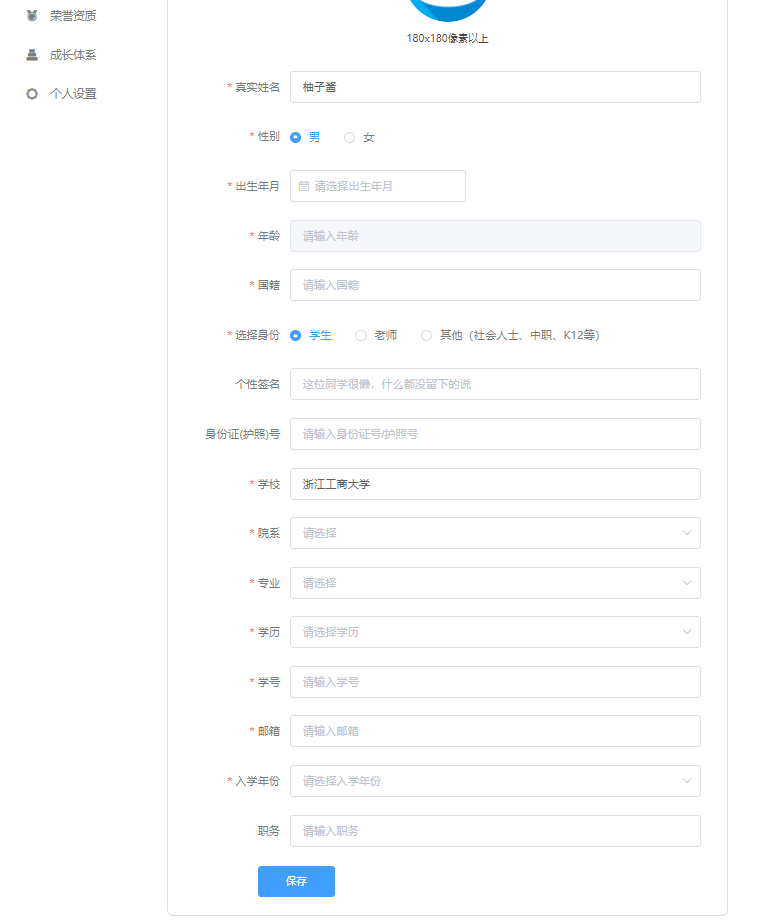 荣誉资质
成长体系
个人设置
180x180像素以上
* 真实姓名 柚子酱
* 性别 男 女
* 出生年月 请选择出生年月
* 年龄 请输入年龄
* 国籍 请输入国籍
* 选择身份 学生 老师 其他（社会人士、中职、K12等）
个性签名 这位同学很懒，什么都没留下的说
身份证(护照)号 请输入身份证号/护照号
* 学校 浙江工商大学
* 院系 请选择
* 专业 请选择
* 学历 请选择学历
* 学号 请输入学号
* 邮箱 请输入邮箱
* 入学年份 请选择入学年份
职务 请输入职务
保存